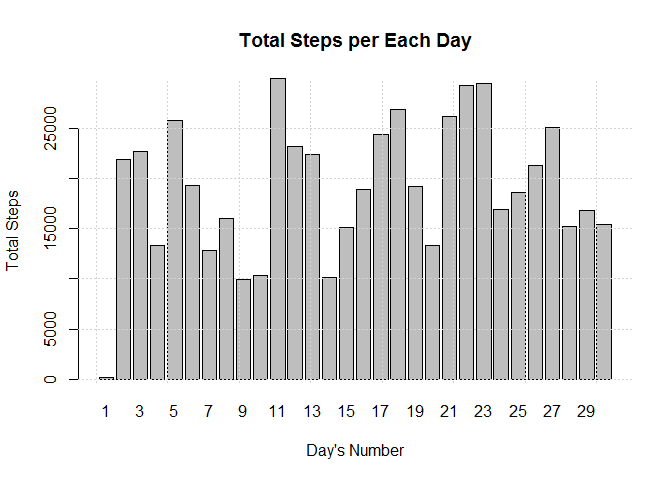 Total Steps per Each Day
Total Steps
25000
15000
5000
0
1 3 5 7 9 11 13 15 17 19 21 23 25 27 29
Day's Number